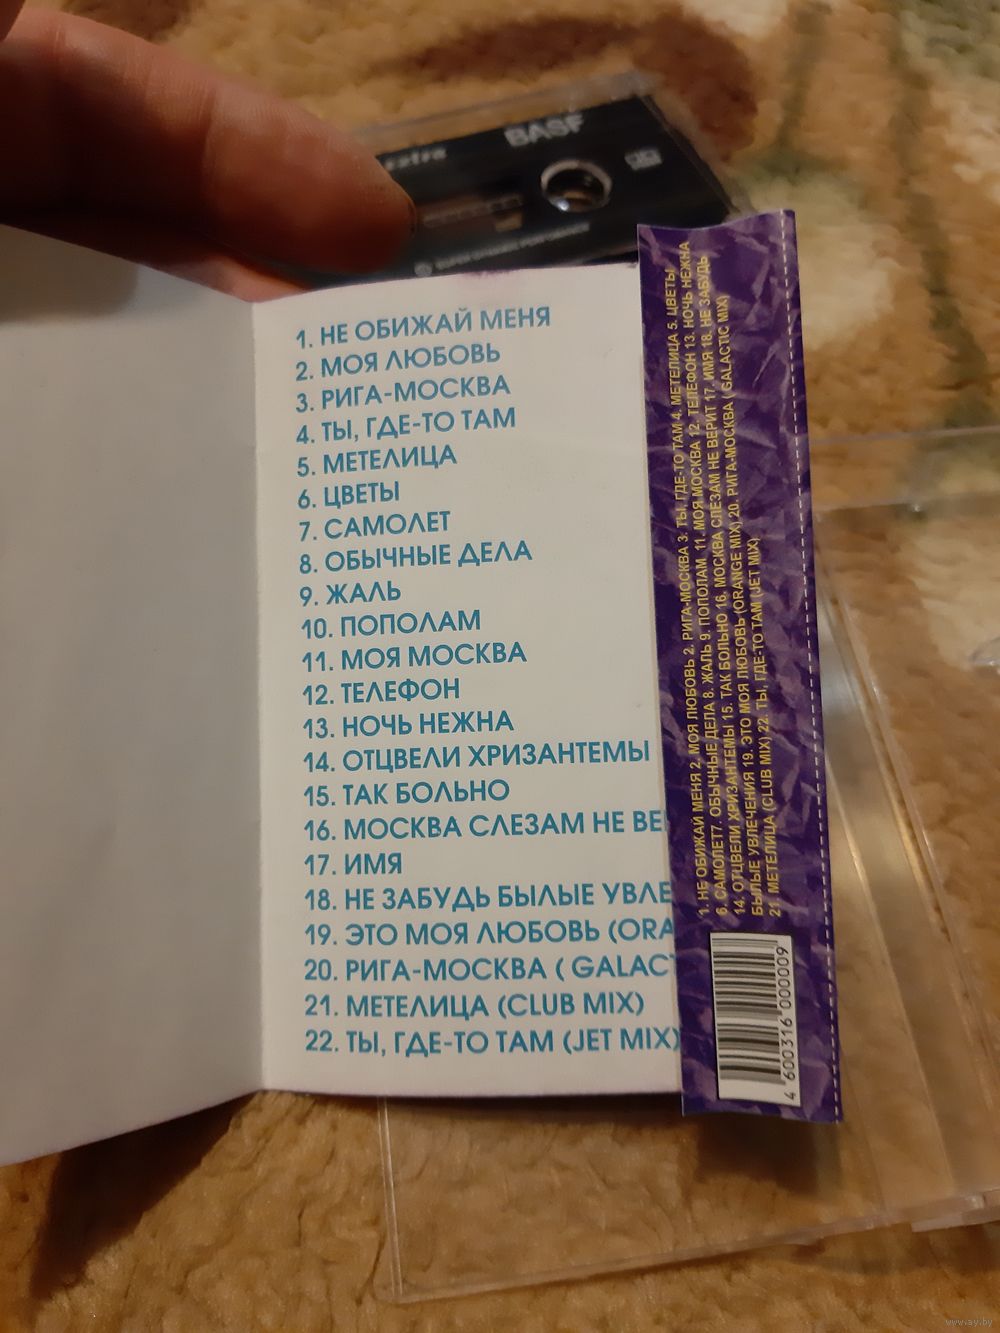 extra
BASF
1. НЕ ОБИЖАЙ МЕНЯ
2. МОЯ ЛЮБОВЬ
3. РИГА-МОСКВА
4. ТЫ, ГДЕ-ТО ТАМ
5. МЕТЕЛИЦА
6. ЦВЕТЫ
7. САМОЛЕТ
8. ОБЫЧНЫЕ ДЕЛА
9. ЖАЛЬ
10. ПОПОЛАМ
11. МОЯ МОСКВА
12. ТЕЛЕФОН
13. НОЧЬ НЕЖНА
14. ОТЦВЕЛИ ХРИЗАНТЕМЫ
15. ТАК БОЛЬНО
16. МОСКВА СЛЕЗАМ НЕ ВЕ
17. ИМЯ
18. НЕ ЗАБУДЬ БЫЛЫЕ УВЛЕ
19. ЭТО МОЯ ЛЮБОВЬ (ORA
20. РИГА-МОСКВА ( GALACT
21. МЕТЕЛИЦА (CLUB MIX)
22. ТЫ, ГДЕ-ТО ТАМ (JET MIX)
1. НЕ ОБИЖАЙ МЕНЯ 2. МОЯ ЛЮБОВЬ 2. РИГА-МОСКВА 3. ТЫ, ГДЕ-ТО ТАМ 4. МЕТЕЛИЦА 5. ЦВЕТЫ
6. САМОЛЕТ7. ОБЫЧНЫЕ ДЕЛА 8. ЖАЛЬ 9. ПОПОЛАМ 11. МОЯ МОСКВА 12. ТЕЛЕФОН 13. НОЧЬ НЕЖНА
14. ОТЦВЕЛИ ХРИЗАНТЕМЫ 15. ТАК БОЛЬНО 16. МОСКВА СЛЕЗАМ НЕ ВЕРИТ 17. ИМЯ 18. НЕ ЗАБУДЬ
БЫЛЫЕ УВЛЕЧЕНИЯ 19. ЭТО МОЯ ЛЮБОВЬ (ORANGE MIX) 20. РИГА-МОСКВА ( GALACTIC MIX)
21. МЕТЕЛИЦА (CLUB MIX) 22. ТЫ, ГДЕ-ТО ТАМ (JET MIX)
4 600316 000009
www.ay.by